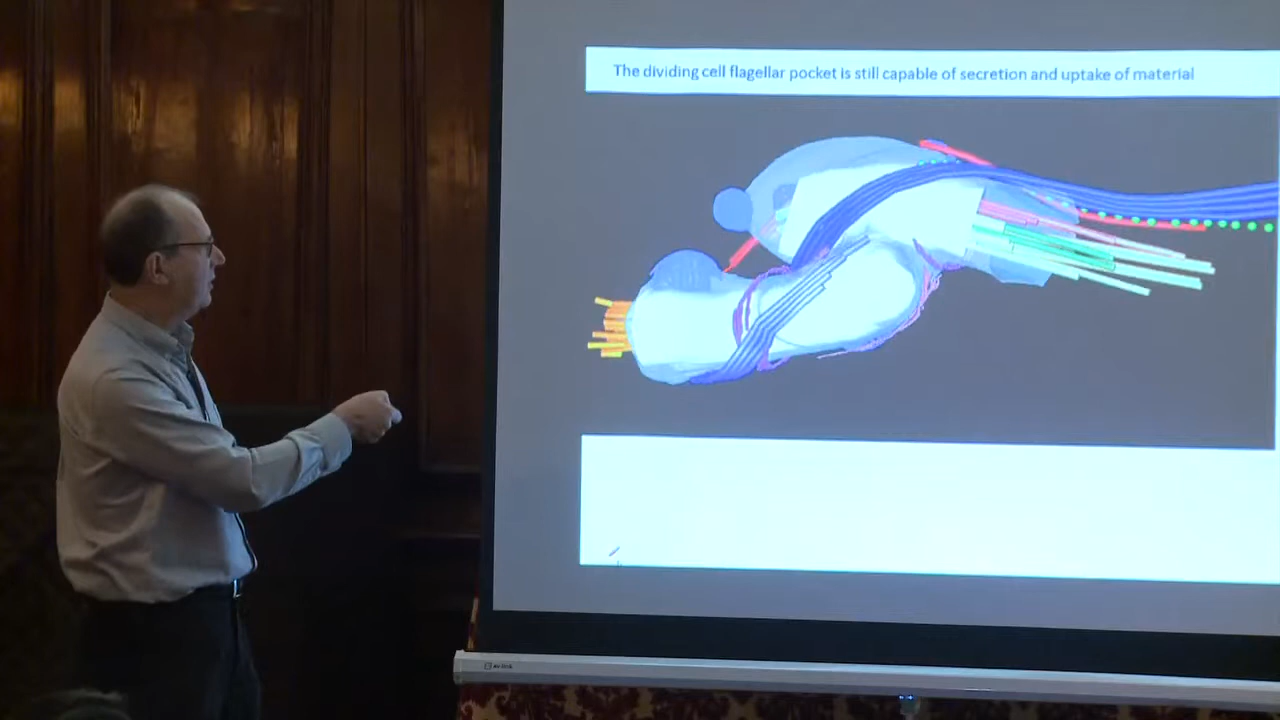 The dividing cell flagellar pocket is still capable of secretion and uptake of material